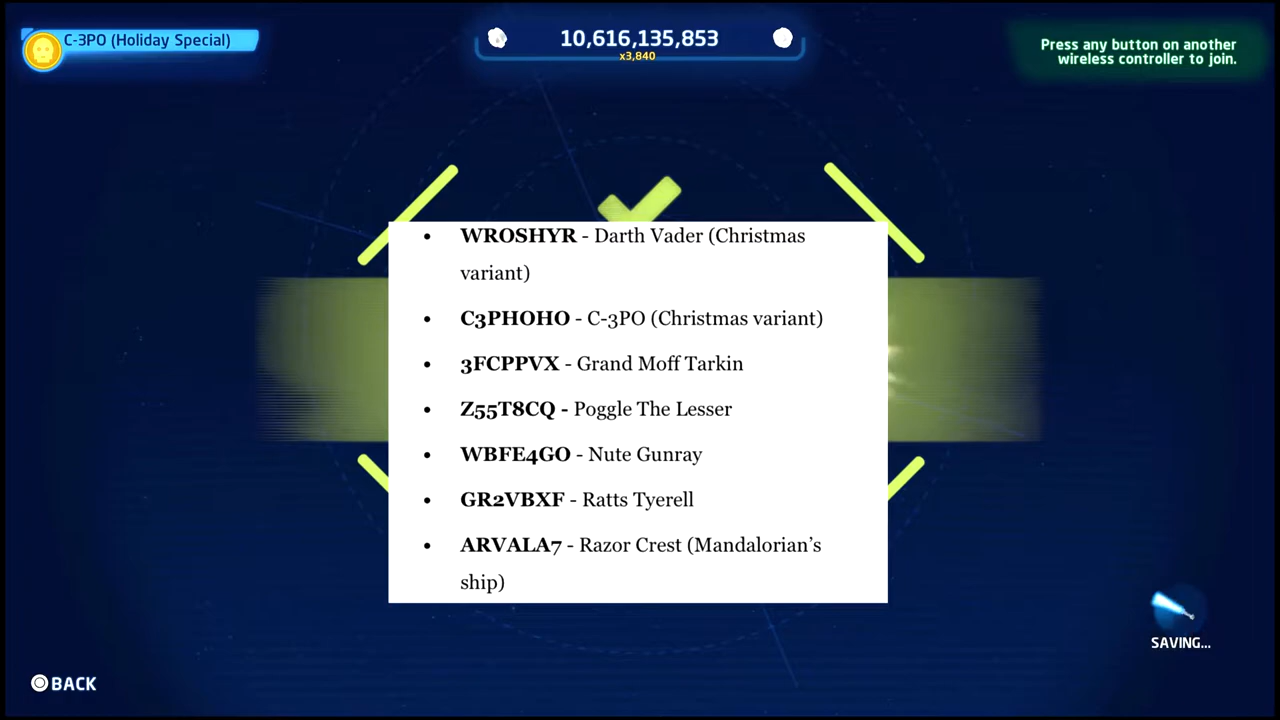 C-3PO (Holiday Special)
10,616,135,853
x3,840
Press any button on another
wireless controller to join.
• WROSHYR - Darth Vader (Christmas
variant)
• C3PHOHO - C-3PO (Christmas variant)
• 3FCPPVX - Grand Moff Tarkin
• Z55T8CQ - Poggle The Lesser
• WBFE4GO - Nute Gunray
• GR2VBXF - Ratts Tyerell
• ARVALA7 - Razor Crest (Mandalorian’s
ship)
SAVING...
BACK